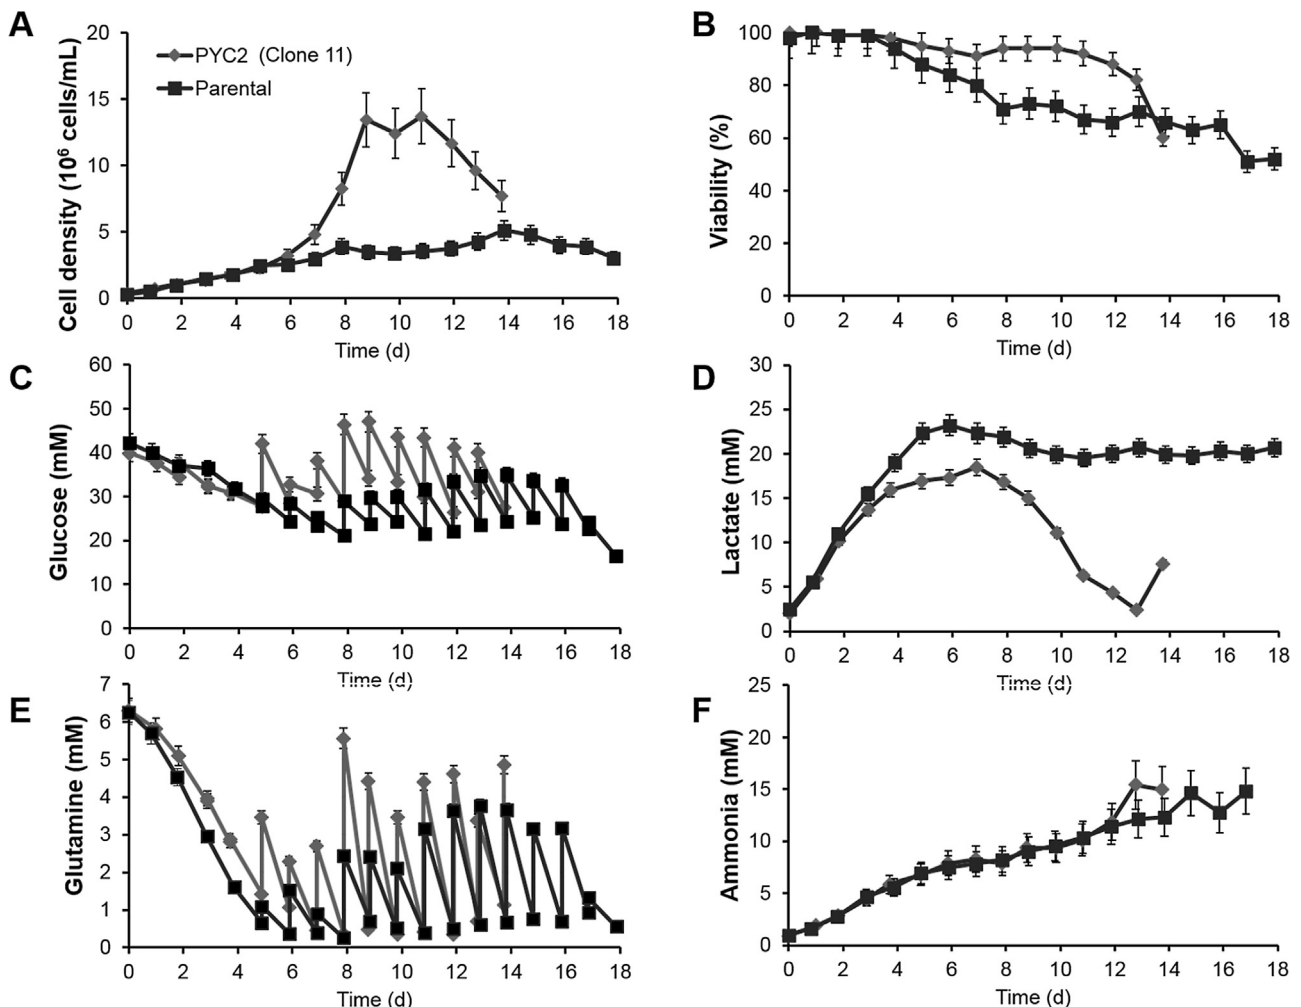 A
Cell density (10⁶ cells/mL)
20
15
10
5
0
PYC2 (Clone 11)
Parental
0 2 4 6 8 10 12 14 16 18
Time (d)
B
Viability (%)
100
80
60
40
20
0
0 2 4 6 8 10 12 14 16 18
Time (d)
C
Glucose (mM)
60
50
40
30
20
10
0
0 2 4 6 8 10 12 14 16 18
Time (d)
D
Lactate (mM)
30
25
20
15
10
5
0
0 2 4 6 8 10 12 14 16 18
Time (d)
E
Glutamine (mM)
7
6
5
4
3
2
1
0
0 2 4 6 8 10 12 14 16 18
Time (d)
F
Ammonia (mM)
25
20
15
10
5
0
0 2 4 6 8 10 12 14 16 18
Time (d)